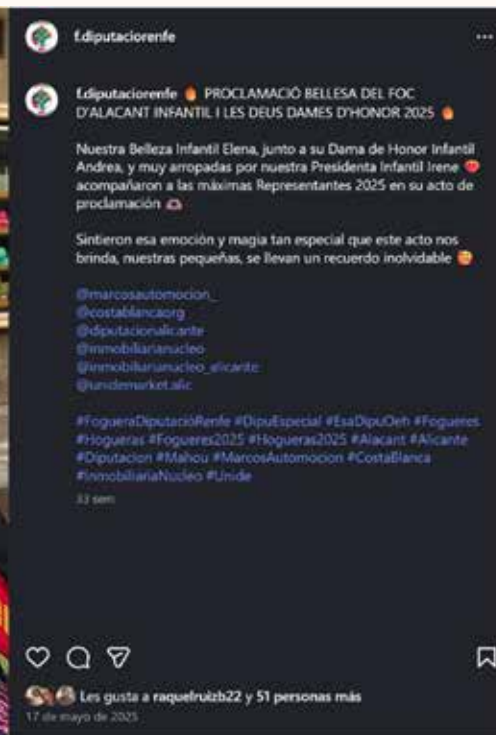 f.diputaciorenfe
f.diputaciorenfe 🔥 PROCLAMACIÓ BELLESA DEL FOC
D'ALACANT INFANTIL I LES DEUS DAMES D'HONOR 2025 🔥
Nuestra Belleza Infantil Elena, junto a su Dama de Honor Infantil
Andrea, y muy arropadas por nuestra Presidenta Infantil Irene
acompañaron a las máximas Representantes 2025 en su acto de
proclamación
Sintieron esa emoción y magia tan especial que este acto nos
brinda, nuestras pequeñas, se llevan un recuerdo inolvidable
@marcosautomocion_
@costablancaorg
@diputacionalicante
@inmobiliarianucleo
@inmobiliarianucleo_alicante
@unidemarket.alic
#FogueraDiputacióRenfe #DipuEspecial #EsaDipuOeh #Fogueres
#Hogueras #Fogueres2025 #Hogueras2025 #Alacant #Alicante
#Diputacion #Mahou #MarcosAutomocion #CostaBlanca
#InmobiliariaNucleo #Unide
33 sem
Les gusta a raquelruizb22 y 51 personas más
17 de mayo de 2025